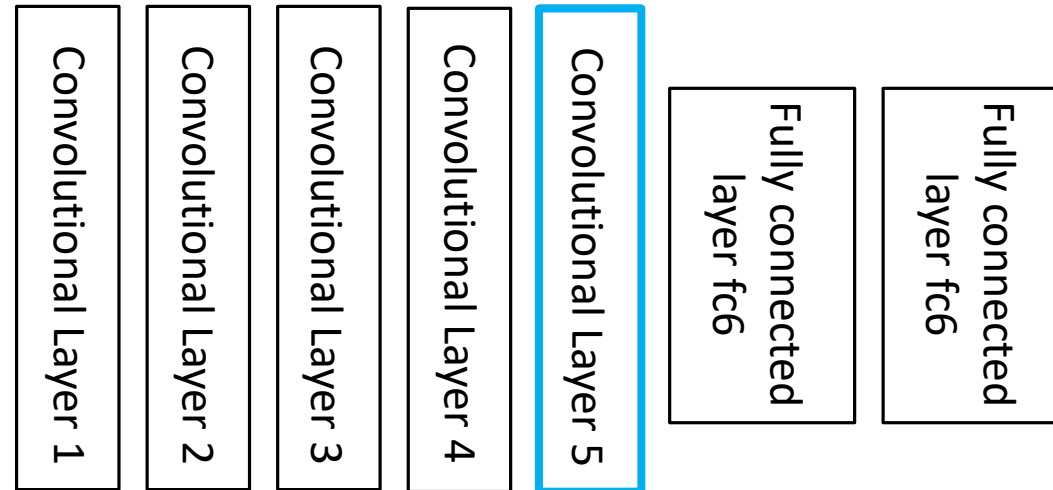 Convolutional Layer 1
Convolutional Layer 2
Convolutional Layer 3
Convolutional Layer 4
Convolutional Layer 5
Fully connected
layer fc6
Fully connected
layer fc6